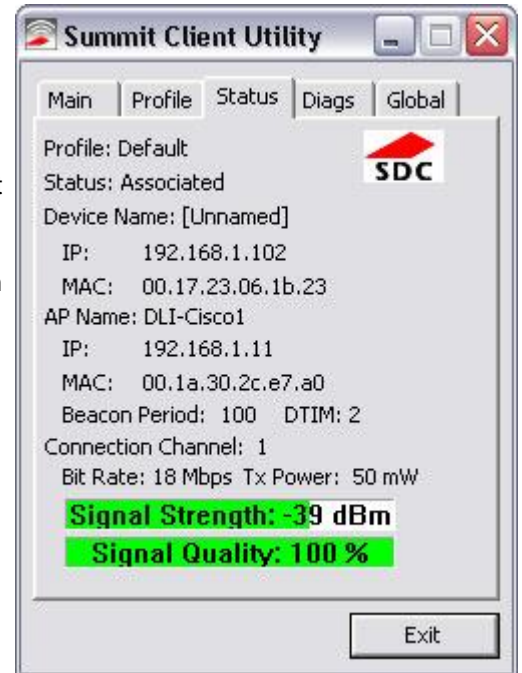 Summit Client Utility
Main Profile Status Diags Global
Profile: Default
SDC
Status: Associated
Device Name: [Unnamed]
IP: 192.168.1.102
MAC: 00.17.23.06.1b.23
AP Name: DLI-Cisco1
IP: 192.168.1.11
MAC: 00.1a.30.2c.e7.a0
Beacon Period: 100 DTIM: 2
Connection Channel: 1
Bit Rate: 18 Mbps Tx Power: 50 mW
Signal Strength: -39 dBm
Signal Quality: 100 %
Exit